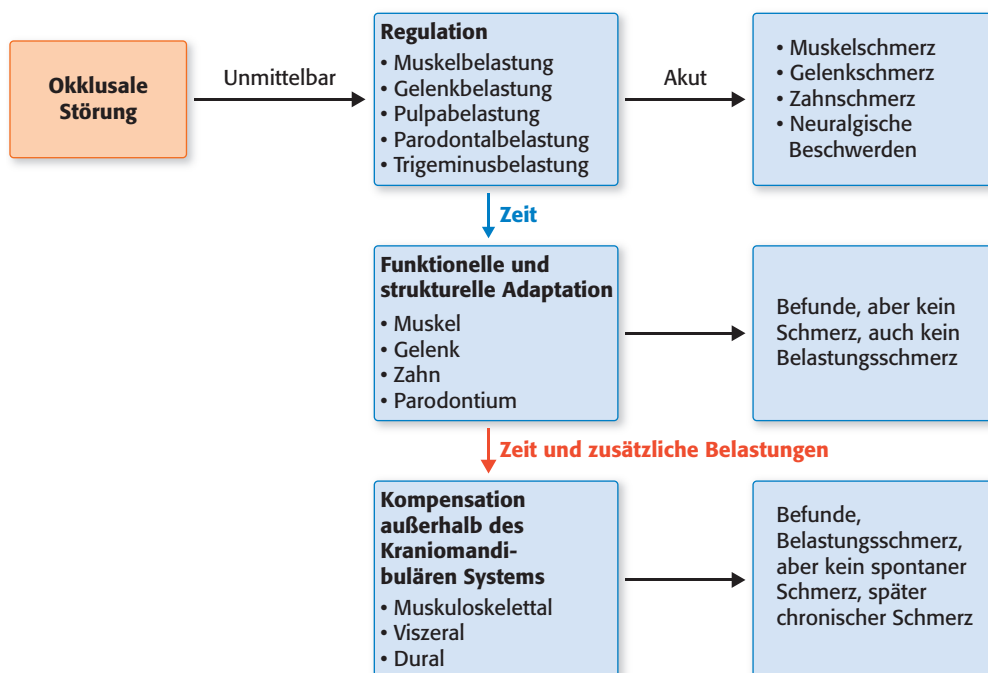 Okklusale
Störung
Unmittelbar
Regulation
• Muskelbelastung
• Gelenkbelastung
• Pulpabelastung
• Parodontalbelastung
• Trigeminusbelastung
Akut
• Muskelschmerz
• Gelenkschmerz
• Zahnschmerz
• Neuralgische
Beschwerden
Zeit
Funktionelle und
strukturelle Adaptation
• Muskel
• Gelenk
• Zahn
• Parodontium
Befunde, aber kein
Schmerz, auch kein
Belastungsschmerz
Zeit und zusätzliche Belastungen
Kompensation
außerhalb des
Kraniomandi-
bulären Systems
• Muskuloskelettal
• Viszeral
• Dural
Befunde,
Belastungsschmerz,
aber kein spontaner
Schmerz, später
chronischer Schmerz